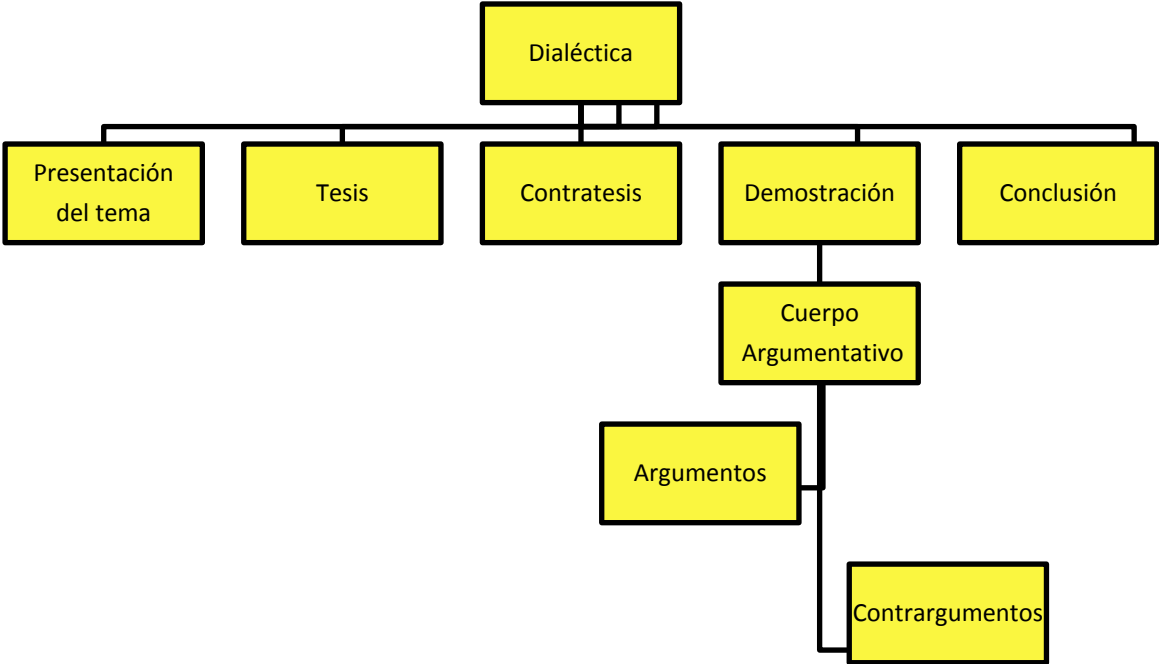 Dialéctica
Presentación
del tema
Tesis
Contratesis
Demostración
Conclusión
Cuerpo
Argumentativo
Argumentos
Contrargumentos